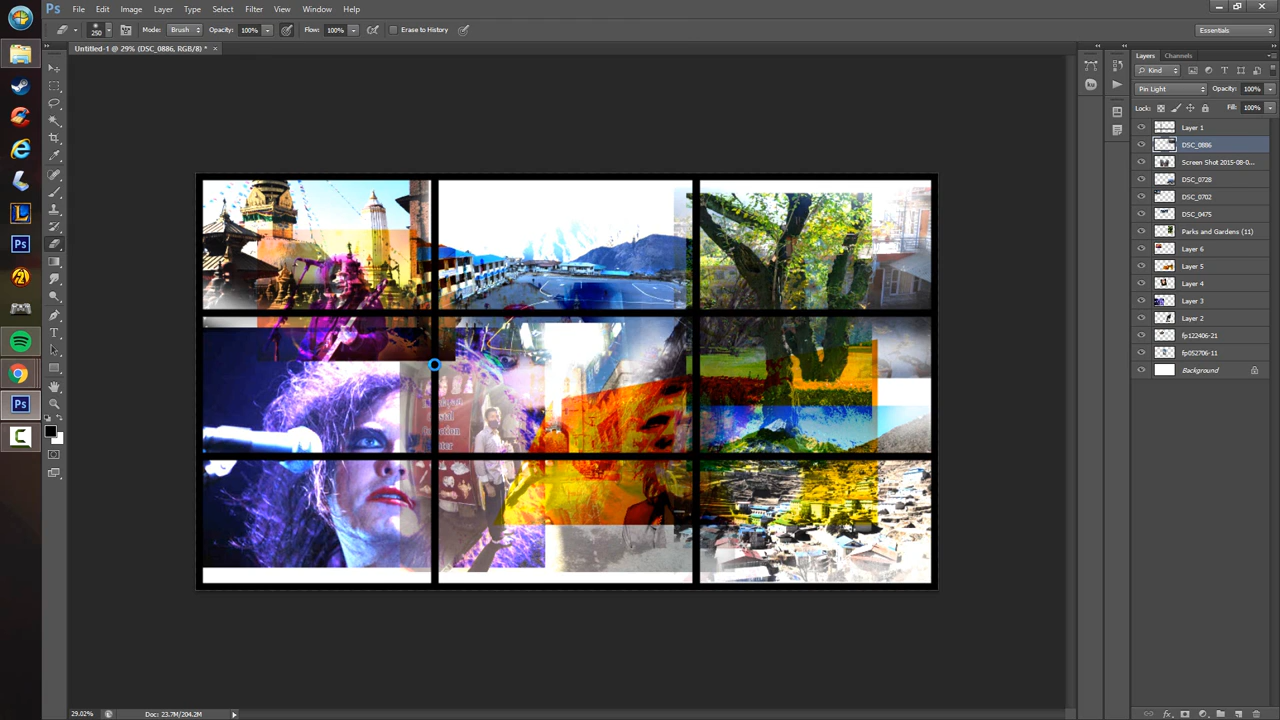 Ps File Edit Image Layer Type Select Filter View Window Help
250 Mode: Brush Opacity: 100% Flow: 100% Erase to History Essentials
Untitled-1 @ 29% (DSC_0886, RGB/8) * ×
Layers Channels
Kind
Pin Light Opacity: 100%
Lock: Fill: 100%
Layer 1
DSC_0886
Screen Shot 2015-08-0...
DSC_0728
DSC_0702
DSC_0475
Parks and Gardens (11)
Layer 6
Layer 5
Layer 4
Layer 3
Layer 2
fp122406-21
fp052706-11
Background
Ps
Ps
29.02% Doc: 23.7M/204.2M